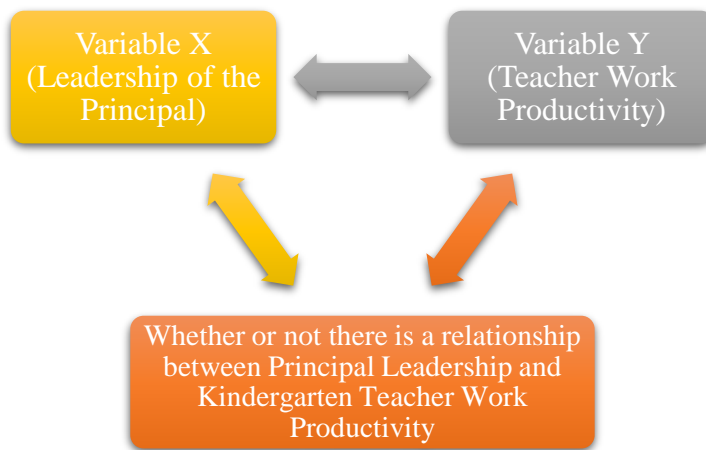 Variable X
(Leadership of the
Principal)
Variable Y
(Teacher Work
Productivity)
Whether or not there is a relationship
between Principal Leadership and
Kindergarten Teacher Work
Productivity